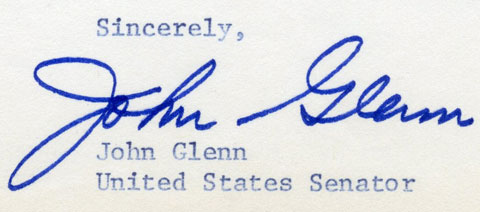 Sincerely,
John Glenn
John Glenn
United States Senator